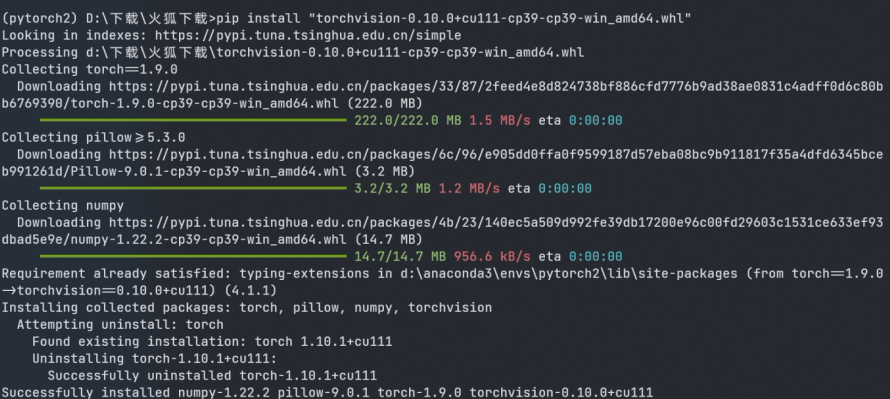 (pytorch2) D:\下载\火狐下载>pip install "torchvision-0.10.0+cu111-cp39-cp39-win_amd64.whl"
Looking in indexes: https://pypi.tuna.tsinghua.edu.cn/simple
Processing d:\下载\火狐下载\torchvision-0.10.0+cu111-cp39-cp39-win_amd64.whl
Collecting torch==1.9.0
Downloading https://pypi.tuna.tsinghua.edu.cn/packages/33/87/2feed4e8d824738bf886cfd7776b9ad38ae0831c4adff0d6c80b
b6769390/torch-1.9.0-cp39-cp39-win_amd64.whl (222.0 MB)
222.0/222.0 MB 1.5 MB/s eta 0:00:00
Collecting pillow>=5.3.0
Downloading https://pypi.tuna.tsinghua.edu.cn/packages/6c/96/e905dd0ffa0f9599187d57eba08bc9b911817f35a4dfd6345bce
b991261d/Pillow-9.0.1-cp39-cp39-win_amd64.whl (3.2 MB)
3.2/3.2 MB 1.2 MB/s eta 0:00:00
Collecting numpy
Downloading https://pypi.tuna.tsinghua.edu.cn/packages/4b/23/140ec5a509d992fe39db17200e96c00fd29603c1531ce633ef93
dbad5e9e/numpy-1.22.2-cp39-cp39-win_amd64.whl (14.7 MB)
14.7/14.7 MB 956.6 kB/s eta 0:00:00
Requirement already satisfied: typing-extensions in d:\anaconda3\envs\pytorch2\lib\site-packages (from torch==1.9.0
->torchvision==0.10.0+cu111) (4.1.1)
Installing collected packages: torch, pillow, numpy, torchvision
Attempting uninstall: torch
Found existing installation: torch 1.10.1+cu111
Uninstalling torch-1.10.1+cu111:
Successfully uninstalled torch-1.10.1+cu111
Successfully installed numpy-1.22.2 pillow-9.0.1 torch-1.9.0 torchvision-0.10.0+cu111